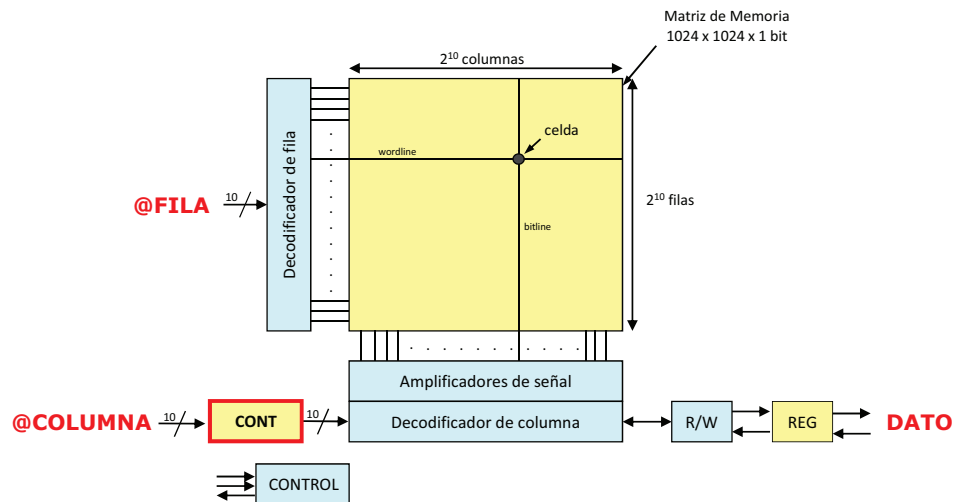 Matriz de Memoria
1024 x 1024 x 1 bit
2¹⁰ columnas
Decodificador de fila
celda
wordline
@FILA
10
2¹⁰ filas
bitline
Amplificadores de señal
@COLUMNA
10
CONT
10
Decodificador de columna
R/W
REG
DATO
CONTROL